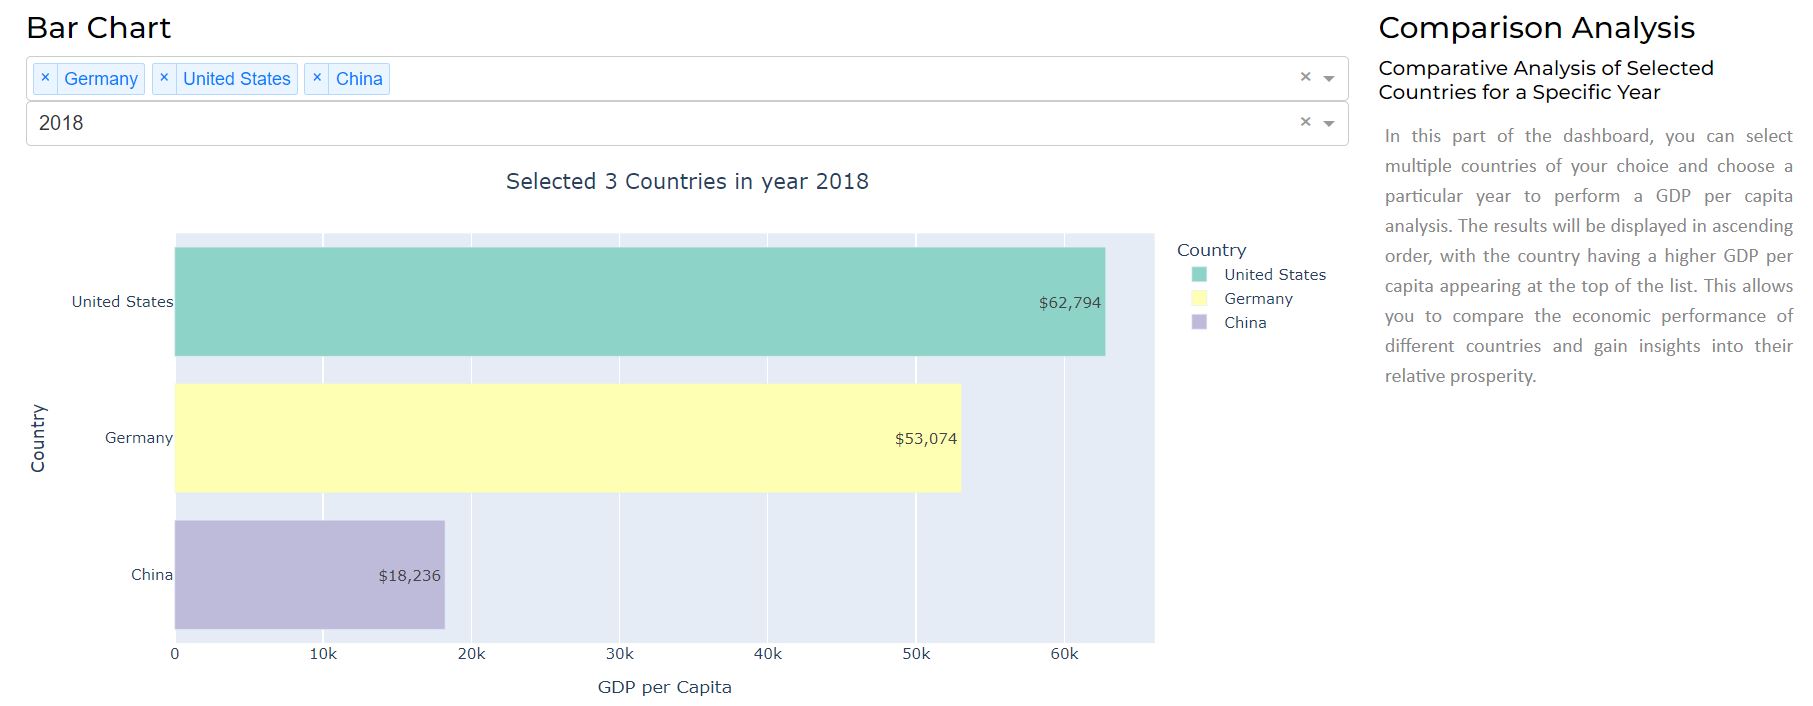 Bar Chart
× Germany × United States × China
× 
2018
×
Selected 3 Countries in year 2018
Country
United States
Germany
China
United States
$62,794
Germany
$53,074
China
$18,236
0 10k 20k 30k 40k 50k 60k
GDP per Capita
Country
Comparison Analysis
Comparative Analysis of Selected
Countries for a Specific Year
In this part of the dashboard, you can select
multiple countries of your choice and choose a
particular year to perform a GDP per capita
analysis. The results will be displayed in ascending
order, with the country having a higher GDP per
capita appearing at the top of the list. This allows
you to compare the economic performance of
different countries and gain insights into their
relative prosperity.